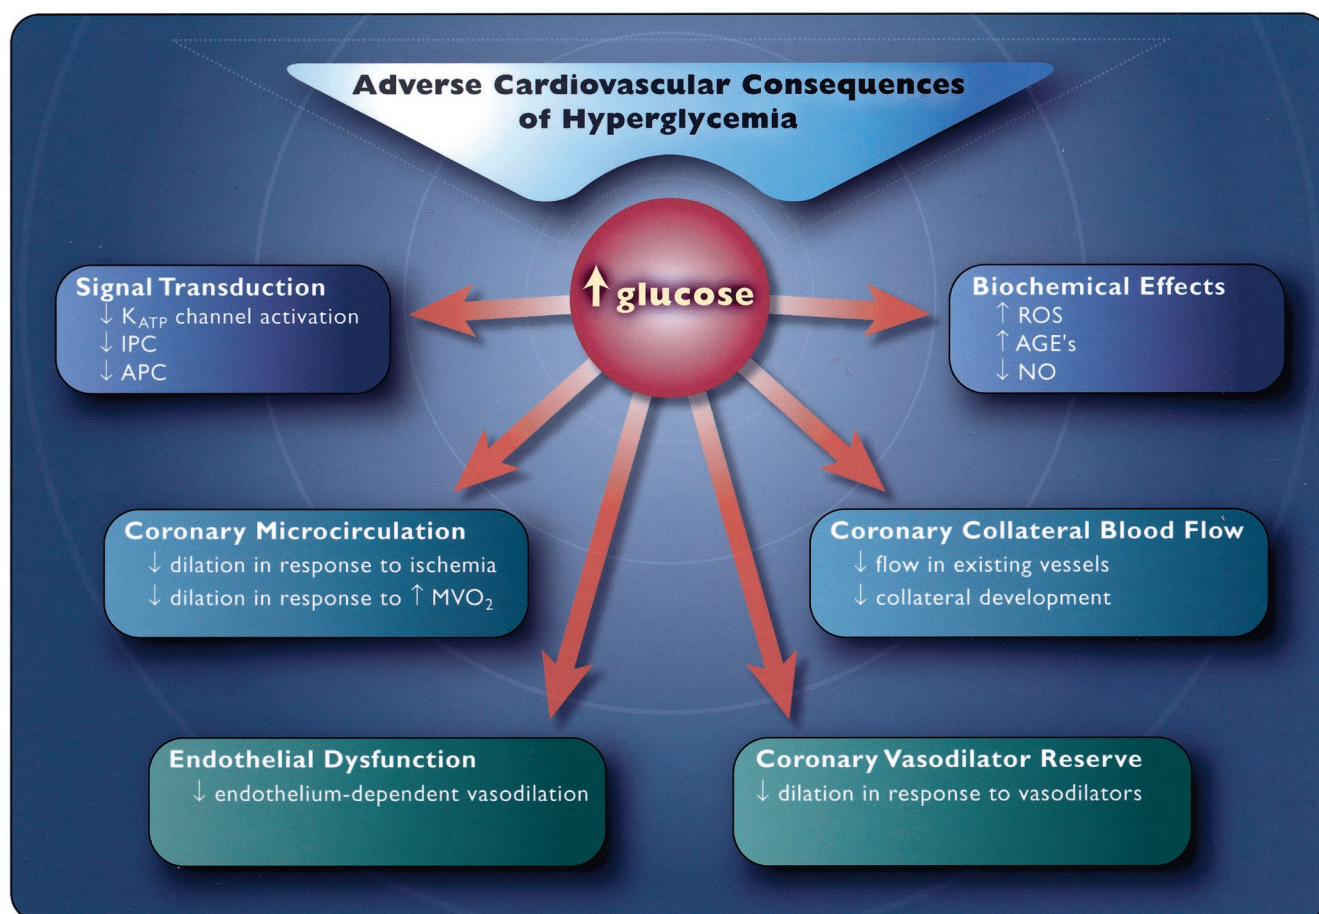 Adverse Cardiovascular Consequences
of Hyperglycemia
↑ glucose
Signal Transduction
↓ K_ATP channel activation
↓ IPC
↓ APC
Biochemical Effects
↑ ROS
↑ AGE's
↓ NO
Coronary Microcirculation
↓ dilation in response to ischemia
↓ dilation in response to ↑ MVO₂
Coronary Collateral Blood Flow
↓ flow in existing vessels
↓ collateral development
Endothelial Dysfunction
↓ endothelium-dependent vasodilation
Coronary Vasodilator Reserve
↓ dilation in response to vasodilators